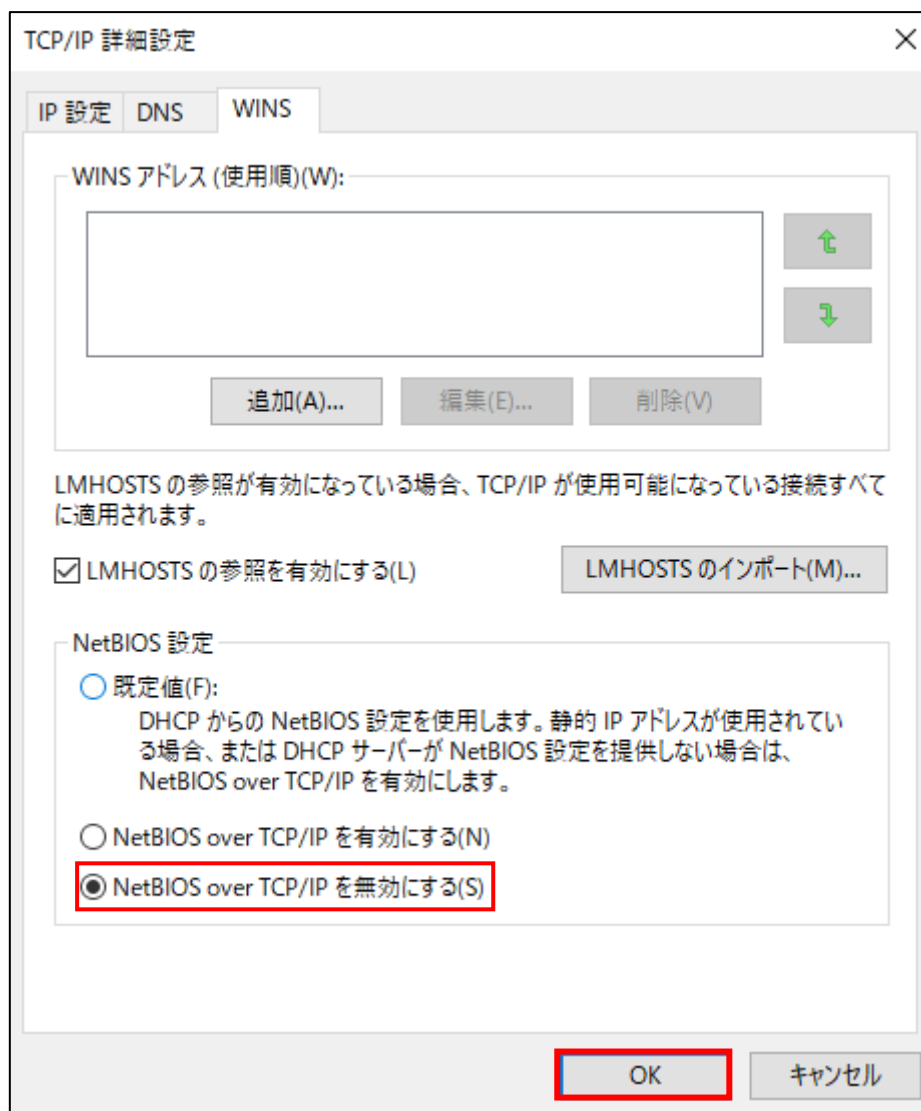 TCP/IP 詳細設定
IP 設定 DNS WINS
WINS アドレス (使用順)(W):
追加(A)... 編集(E)... 削除(V)
LMHOSTS の参照が有効になっている場合、TCP/IP が使用可能になっている接続すべて
に適用されます。
LMHOSTS の参照を有効にする(L) LMHOSTS のインポート(M)...
NetBIOS 設定
既定値(F):
DHCP からの NetBIOS 設定を使用します。静的 IP アドレスが使用されてい
る場合、または DHCP サーバーが NetBIOS 設定を提供しない場合は、
NetBIOS over TCP/IP を有効にします。
NetBIOS over TCP/IP を有効にする(N)
NetBIOS over TCP/IP を無効にする(S)
OK キャンセル